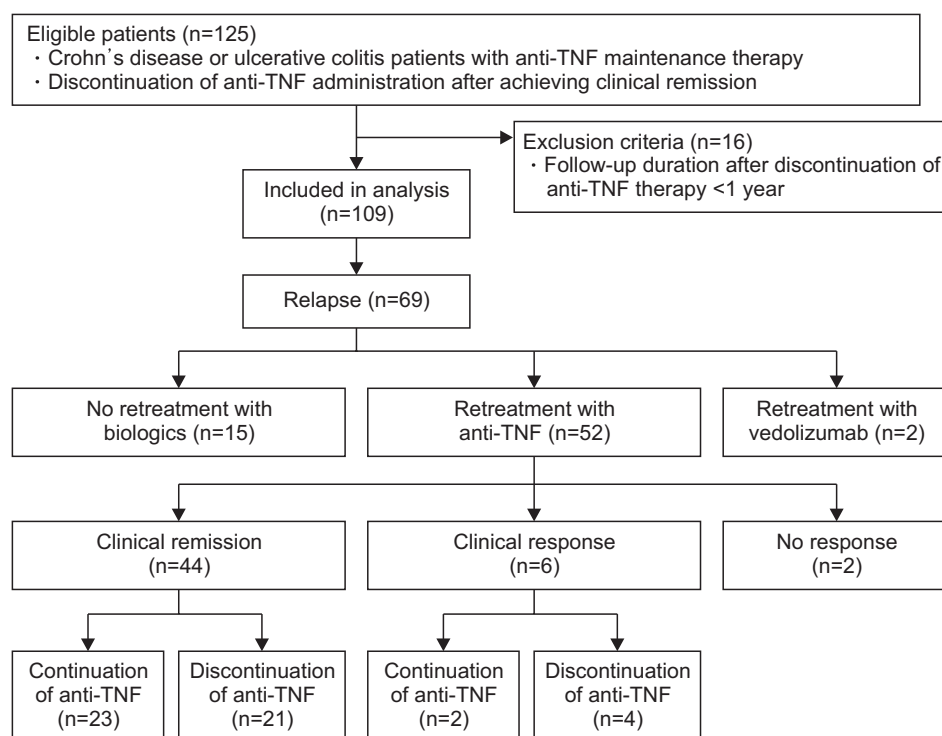 Eligible patients (n=125)
· Crohn's disease or ulcerative colitis patients with anti-TNF maintenance therapy
· Discontinuation of anti-TNF administration after achieving clinical remission
Exclusion criteria (n=16)
· Follow-up duration after discontinuation of
anti-TNF therapy <1 year
Included in analysis
(n=109)
Relapse (n=69)
No retreatment with
biologics (n=15)
Retreatment with
anti-TNF (n=52)
Retreatment with
vedolizumab (n=2)
Clinical remission
(n=44)
Clinical response
(n=6)
No response
(n=2)
Continuation
of anti-TNF
(n=23)
Discontinuation
of anti-TNF
(n=21)
Continuation
of anti-TNF
(n=2)
Discontinuation
of anti-TNF
(n=4)